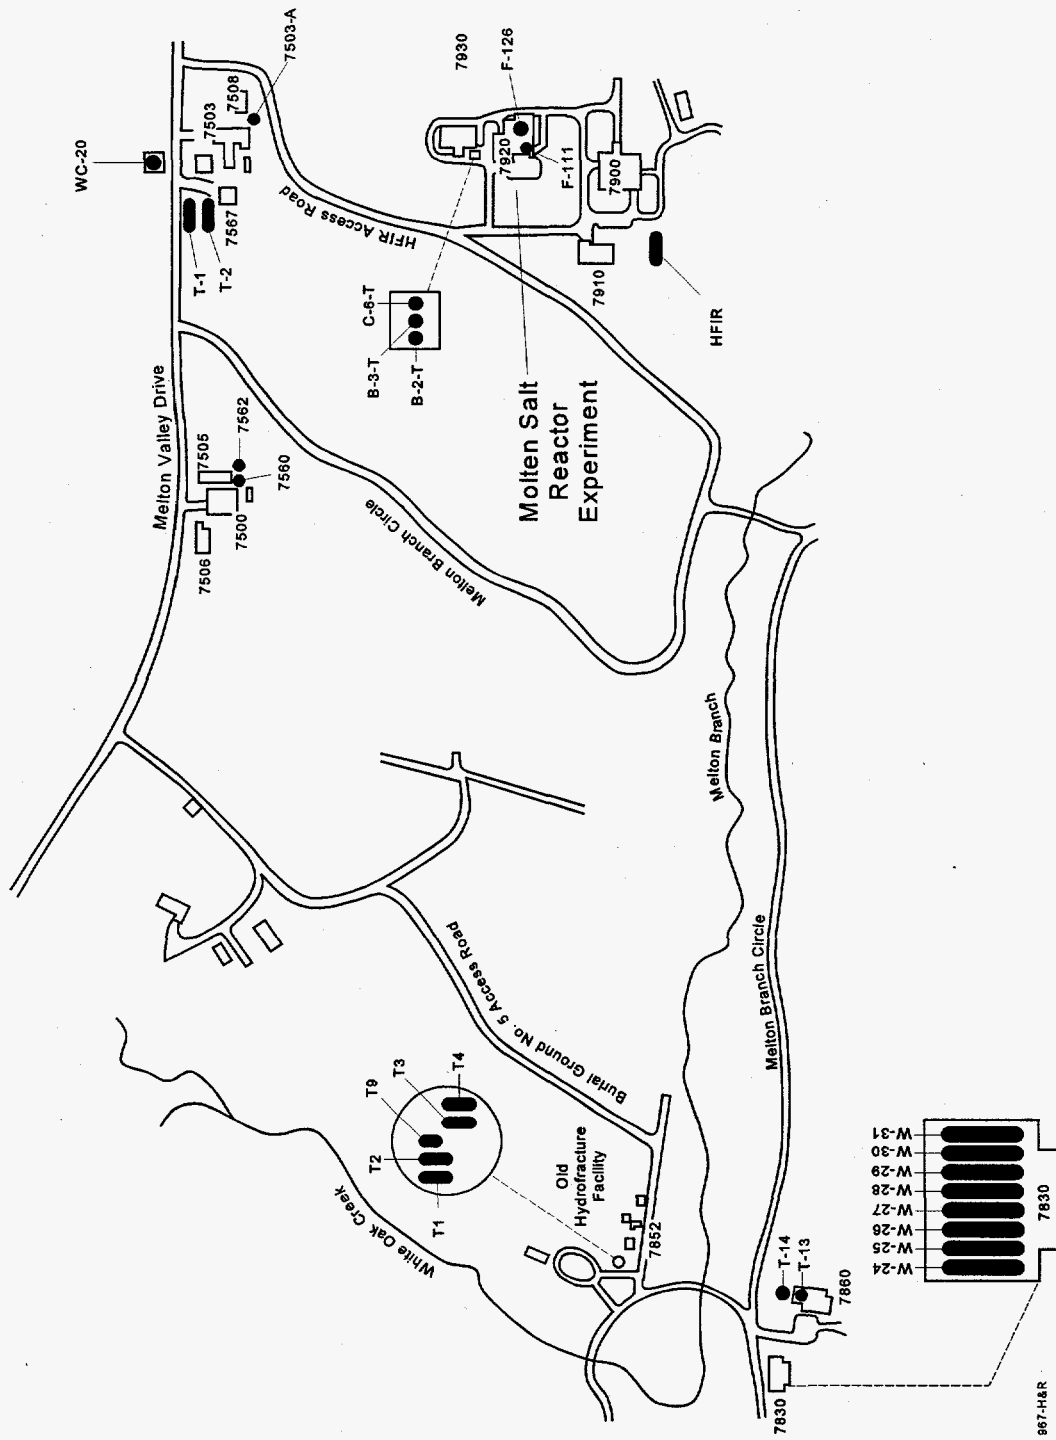 WC-20
7503-A
7508
7503
7567
T-1
T-2
HFIR Access Road
7930
F-126
7920
F-111
7900
7910
HFIR
C-6-T
B-3-T
B-2-T
Molten Salt
Reactor
Experiment
Melton Valley Drive
7505
7562
7560
7500
7506
Melton Branch Circle
Melton Branch
Melton Branch Circle
Burial Ground No. 5 Access Road
White Oak Creek
T9
T3
T4
T2
T1
Old
Hydrofracture
Facility
7852
T-14
T-13
7860
7830
W-31
W-30
W-29
W-28
W-27
W-26
W-25
W-24
7830
967-H&R